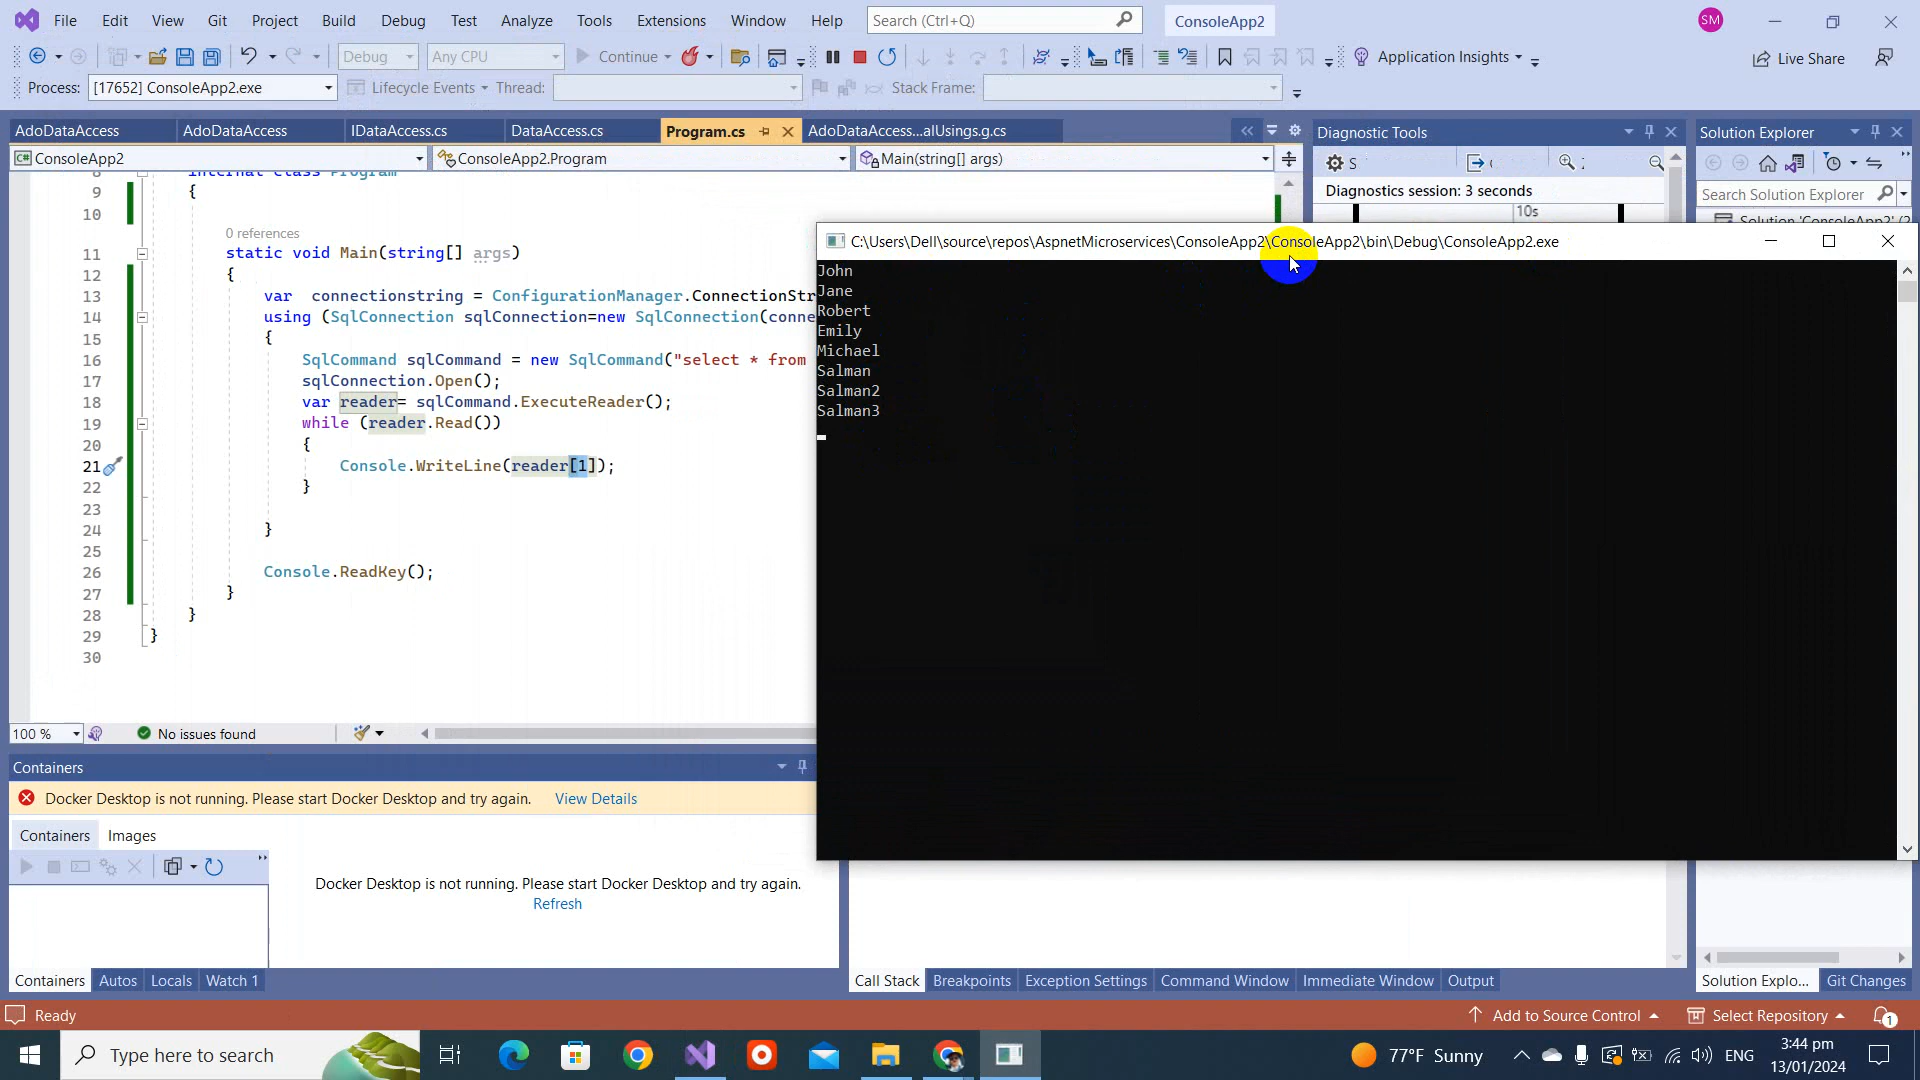 File Edit View Git Project Build Debug Test Analyze Tools Extensions Window Help Search (Ctrl+Q) ConsoleApp2 SM
Debug Any CPU Continue Application Insights Live Share
Process: [17652] ConsoleApp2.exe Lifecycle Events Thread: Stack Frame:
AdoDataAccess AdoDataAccess IDataAccess.cs DataAccess.cs Program.cs AdoDataAccess...alUsings.g.cs Diagnostic Tools Solution Explorer
C# ConsoleApp2 ConsoleApp2.Program Main(string[] args)
Diagnostics session: 3 seconds Search Solution Explorer
10s
Solution 'ConsoleApp2'
8 internal class Program
9 {
10
0 references
11 static void Main(string[] args)
12 {
13 var connectionstring = ConfigurationManager.ConnectionStr
14 using (SqlConnection sqlConnection=new SqlConnection(conne
15 {
16 SqlCommand sqlCommand = new SqlCommand("select * from
17 sqlConnection.Open();
18 var reader= sqlCommand.ExecuteReader();
19 while (reader.Read())
20 {
21 Console.WriteLine(reader[1]);
22 }
23
24 }
25
26 Console.ReadKey();
27 }
28 }
29 }
30
C:\Users\Dell\source\repos\AspnetMicroservices\ConsoleApp2\ConsoleApp2\bin\Debug\ConsoleApp2.exe
John
Jane
Robert
Emily
Michael
Salman
Salman2
Salman3
100 % No issues found
Containers
Docker Desktop is not running. Please start Docker Desktop and try again. View Details
Containers Images
Docker Desktop is not running. Please start Docker Desktop and try again.
Refresh
Containers Autos Locals Watch 1 Call Stack Breakpoints Exception Settings Command Window Immediate Window Output Solution Explo... Git Changes
Ready Add to Source Control Select Repository 1
Type here to search 77°F Sunny ENG 3:44 pm
13/01/2024